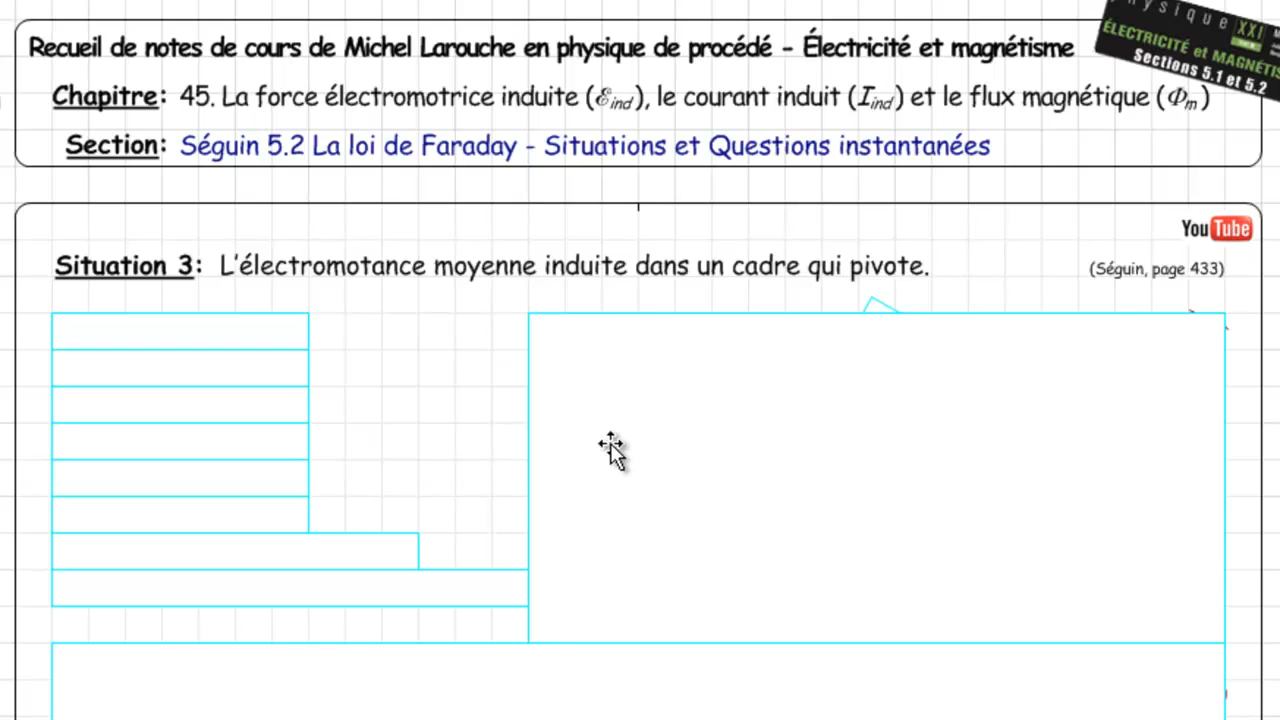 Recueil de notes de cours de Michel Larouche en physique de procédé - Électricité et magnétisme
Chapitre: 45. La force électromotrice induite (ℰind), le courant induit (Iind) et le flux magnétique (Φm)
Section: Séguin 5.2 La loi de Faraday - Situations et Questions instantanées
physique XXI
ÉLECTRICITÉ et MAGNÉTIS
Sections 5.1 et 5.2
YouTube
Situation 3: L'électromotance moyenne induite dans un cadre qui pivote.
(Séguin, page 433)